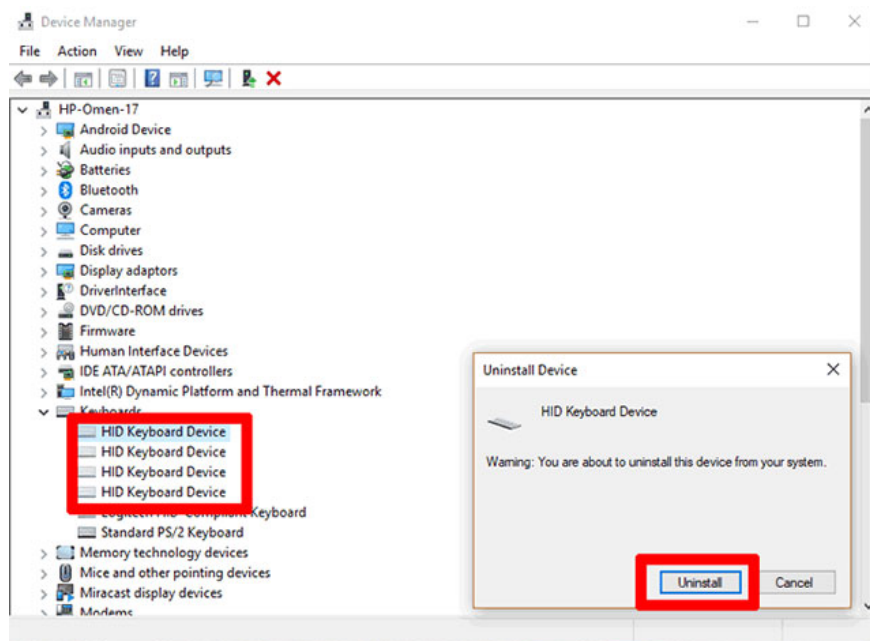 Device Manager
File Action View Help
HP-Omen-17
Android Device
Audio inputs and outputs
Batteries
Bluetooth
Cameras
Computer
Disk drives
Display adaptors
DriverInterface
DVD/CD-ROM drives
Firmware
Human Interface Devices
IDE ATA/ATAPI controllers
Intel(R) Dynamic Platform and Thermal Framework
Keyboards
HID Keyboard Device
HID Keyboard Device
HID Keyboard Device
HID Keyboard Device
Logitech HID-Compliant Keyboard
Standard PS/2 Keyboard
Memory technology devices
Mice and other pointing devices
Miracast display devices
Modems
Uninstall Device
HID Keyboard Device
Warning: You are about to uninstall this device from your system.
Uninstall Cancel